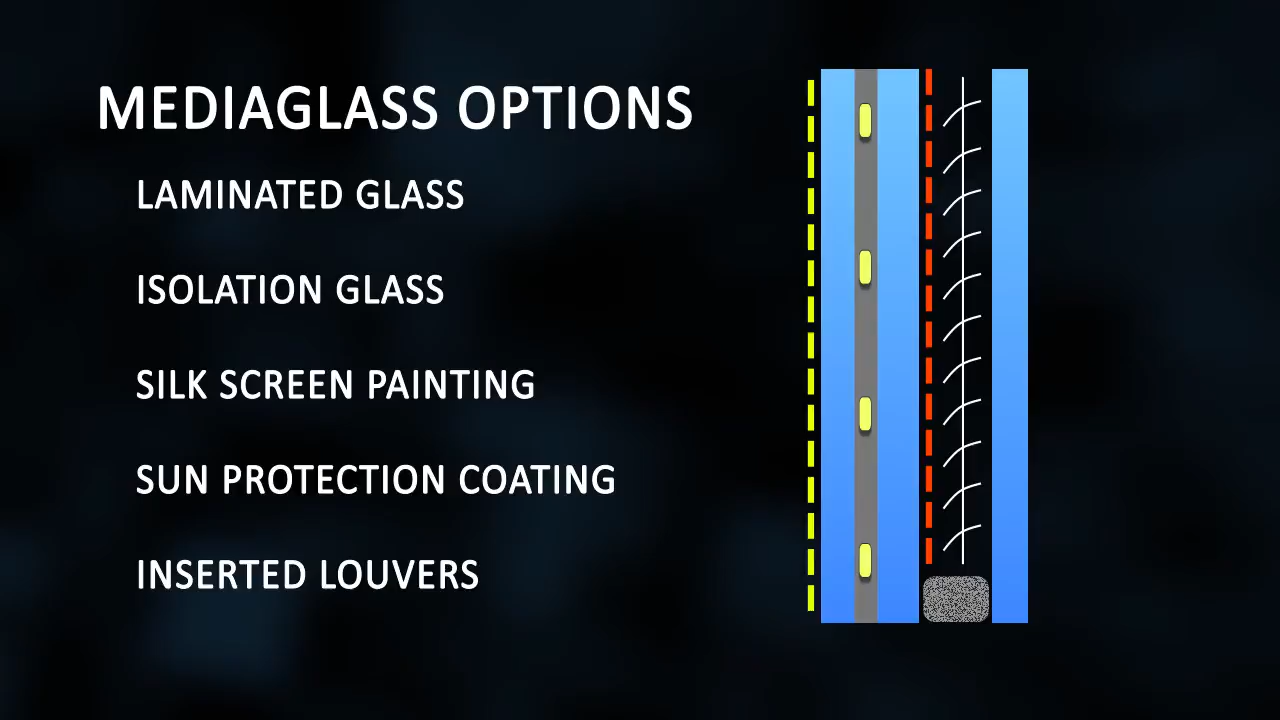 MEDIAGLASS OPTIONS
LAMINATED GLASS
ISOLATION GLASS
SILK SCREEN PAINTING
SUN PROTECTION COATING
INSERTED LOUVERS